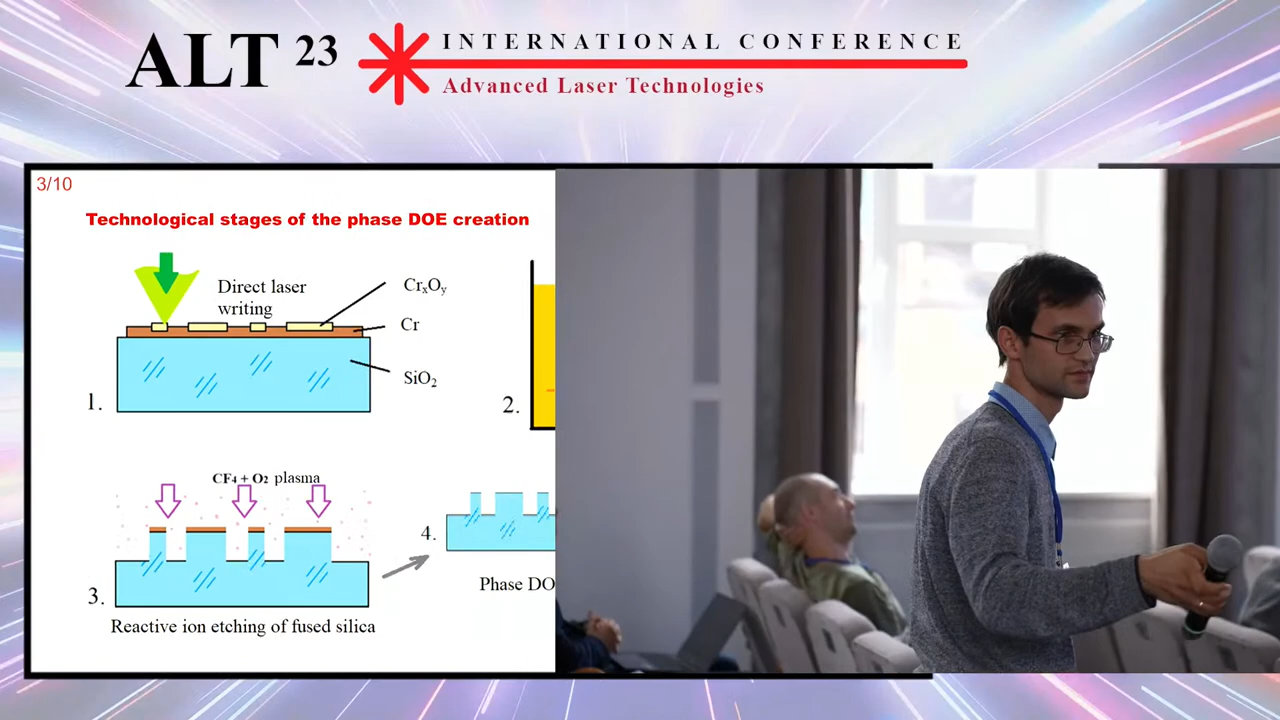 ALT 23
INTERNATIONAL CONFERENCE
Advanced Laser Technologies
3/10
Technological stages of the phase DOE creation
Direct laser
writing
CrₓOᵧ
Cr
SiO₂
1.
2.
CF₄ + O₂ plasma
3.
4.
Phase DO
Reactive ion etching of fused silica